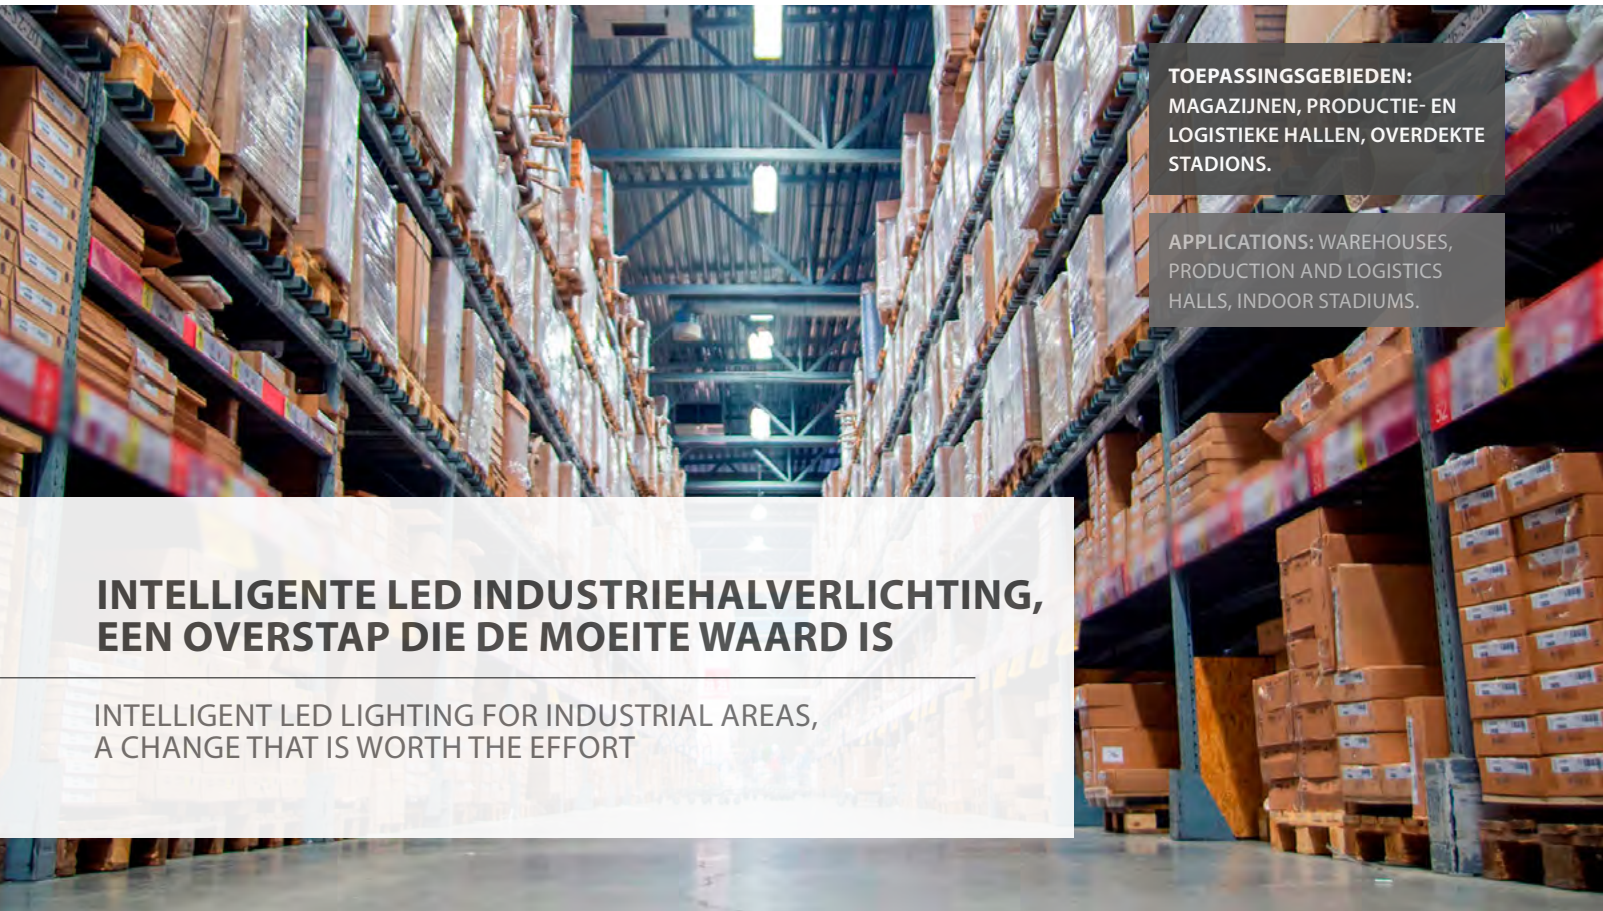 TOEPASSINGSGEBIEDEN:
MAGAZIJNEN, PRODUCTIE- EN
LOGISTIEKE HALLEN, OVERDEKTE
STADIONS.
APPLICATIONS: WAREHOUSES,
PRODUCTION AND LOGISTICS
HALLS, INDOOR STADIUMS.
INTELLIGENTE LED INDUSTRIEHALVERLICHTING,
EEN OVERSTAP DIE DE MOEITE WAARD IS
INTELLIGENT LED LIGHTING FOR INDUSTRIAL AREAS,
A CHANGE THAT IS WORTH THE EFFORT
52